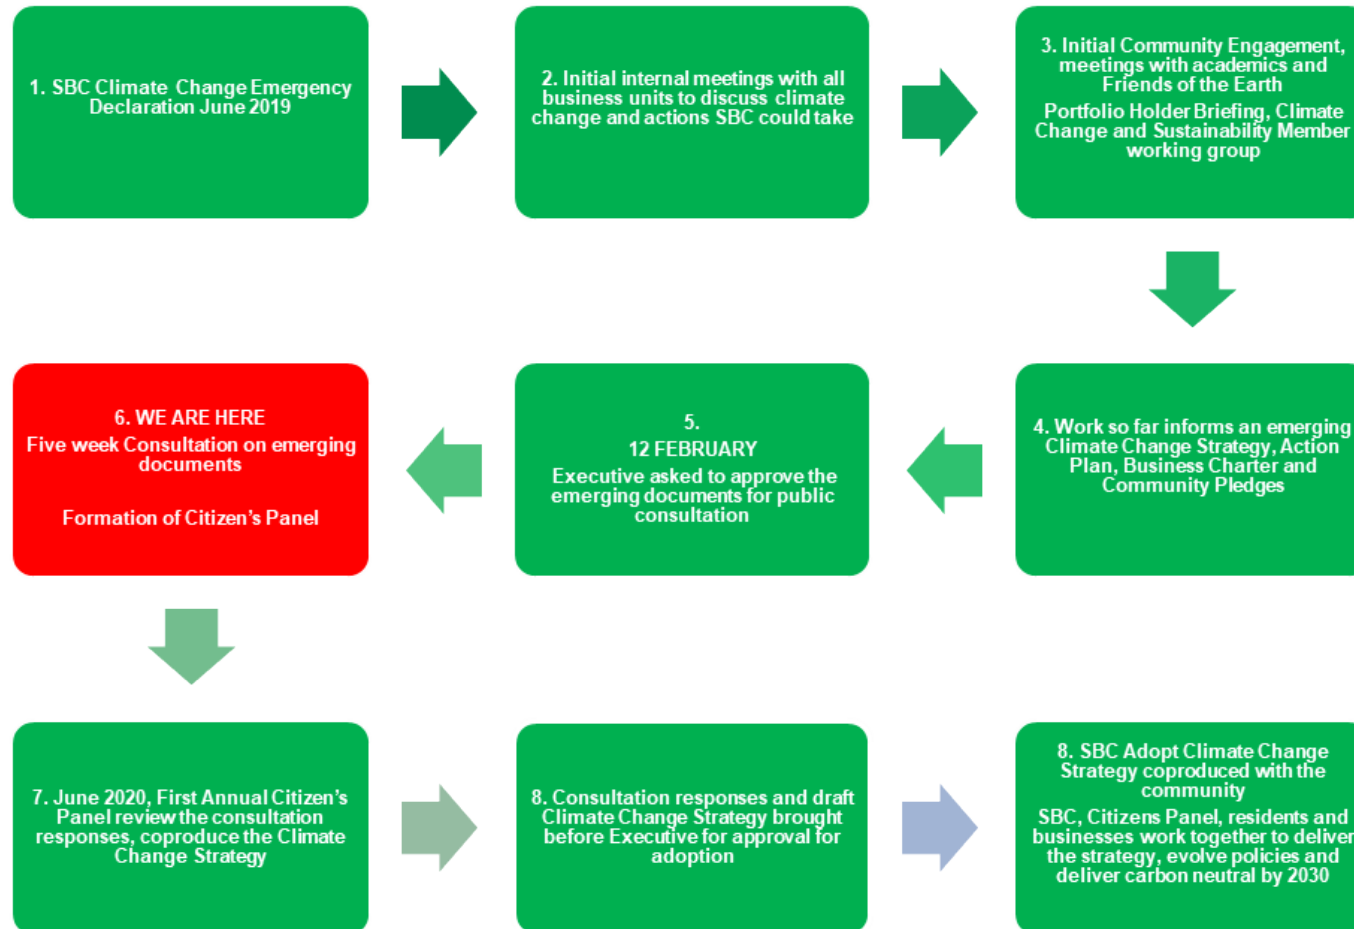 1. SBC Climate Change Emergency
Declaration June 2019
2. Initial internal meetings with all
business units to discuss climate
change and actions SBC could take
3. Initial Community Engagement,
meetings with academics and
Friends of the Earth
Portfolio Holder Briefing, Climate
Change and Sustainability Member
working group
4. Work so far informs an emerging
Climate Change Strategy, Action
Plan, Business Charter and
Community Pledges
5.
12 FEBRUARY
Executive asked to approve the
emerging documents for public
consultation
6. WE ARE HERE
Five week Consultation on emerging
documents
Formation of Citizen's Panel
7. June 2020, First Annual Citizen's
Panel review the consultation
responses, coproduce the Climate
Change Strategy
8. Consultation responses and draft
Climate Change Strategy brought
before Executive for approval for
adoption
8. SBC Adopt Climate Change
Strategy coproduced with the
community
SBC, Citizens Panel, residents and
businesses work together to deliver
the strategy, evolve policies and
deliver carbon neutral by 2030